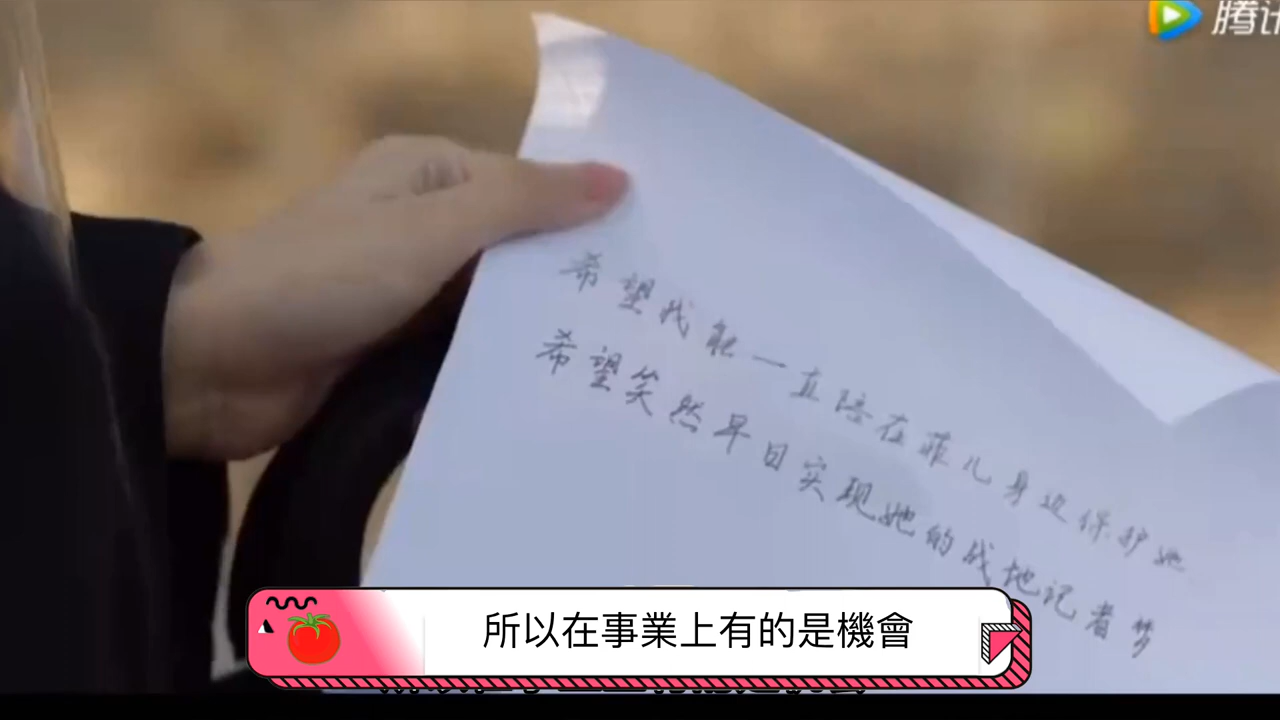 腾讯
希望我能一直陪在菲儿身边保护她
希望笑然早日实现她的战地记者梦
所以在事業上有的是機會